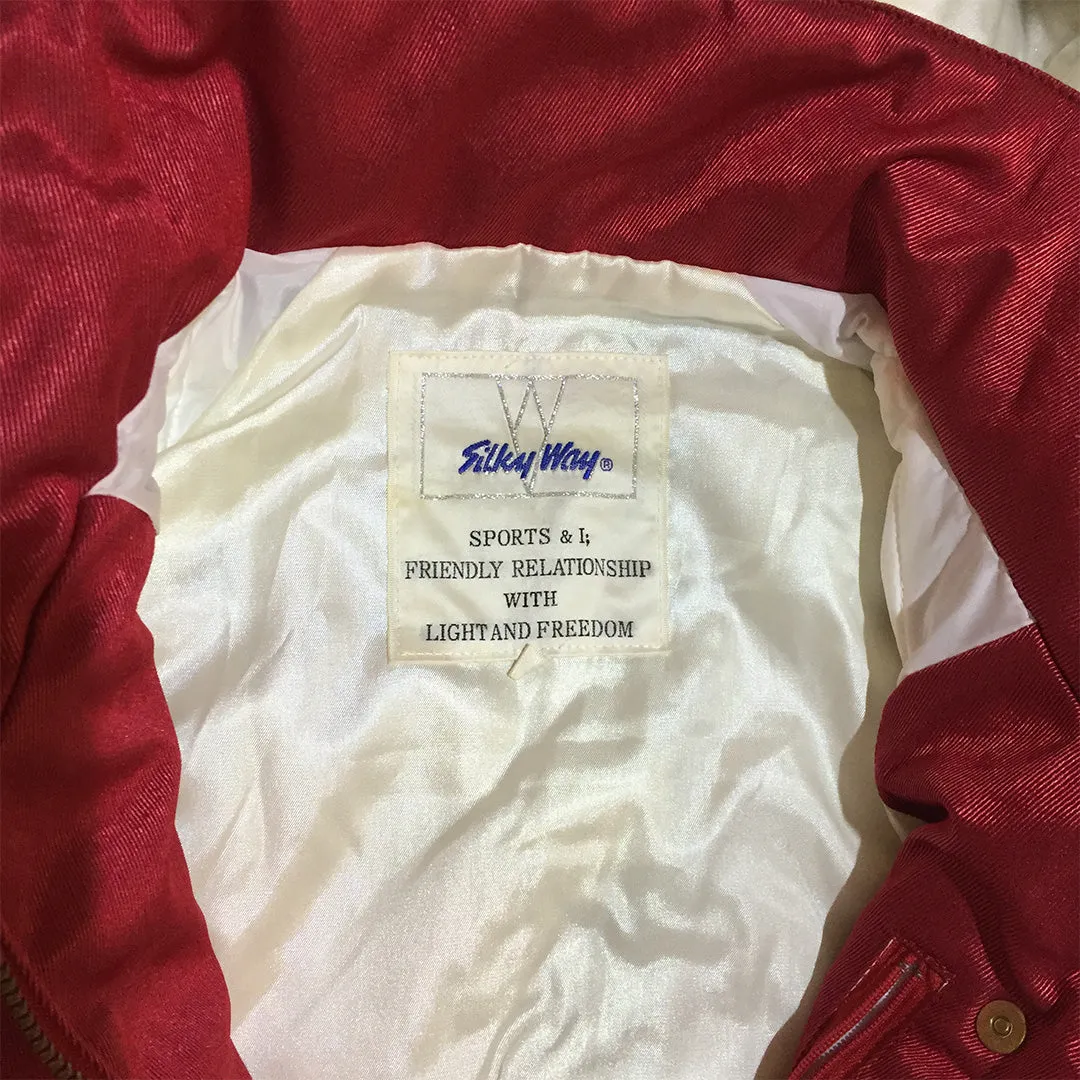 Silky Way®
SPORTS & I;
FRIENDLY RELATIONSHIP
WITH
LIGHT AND FREEDOM